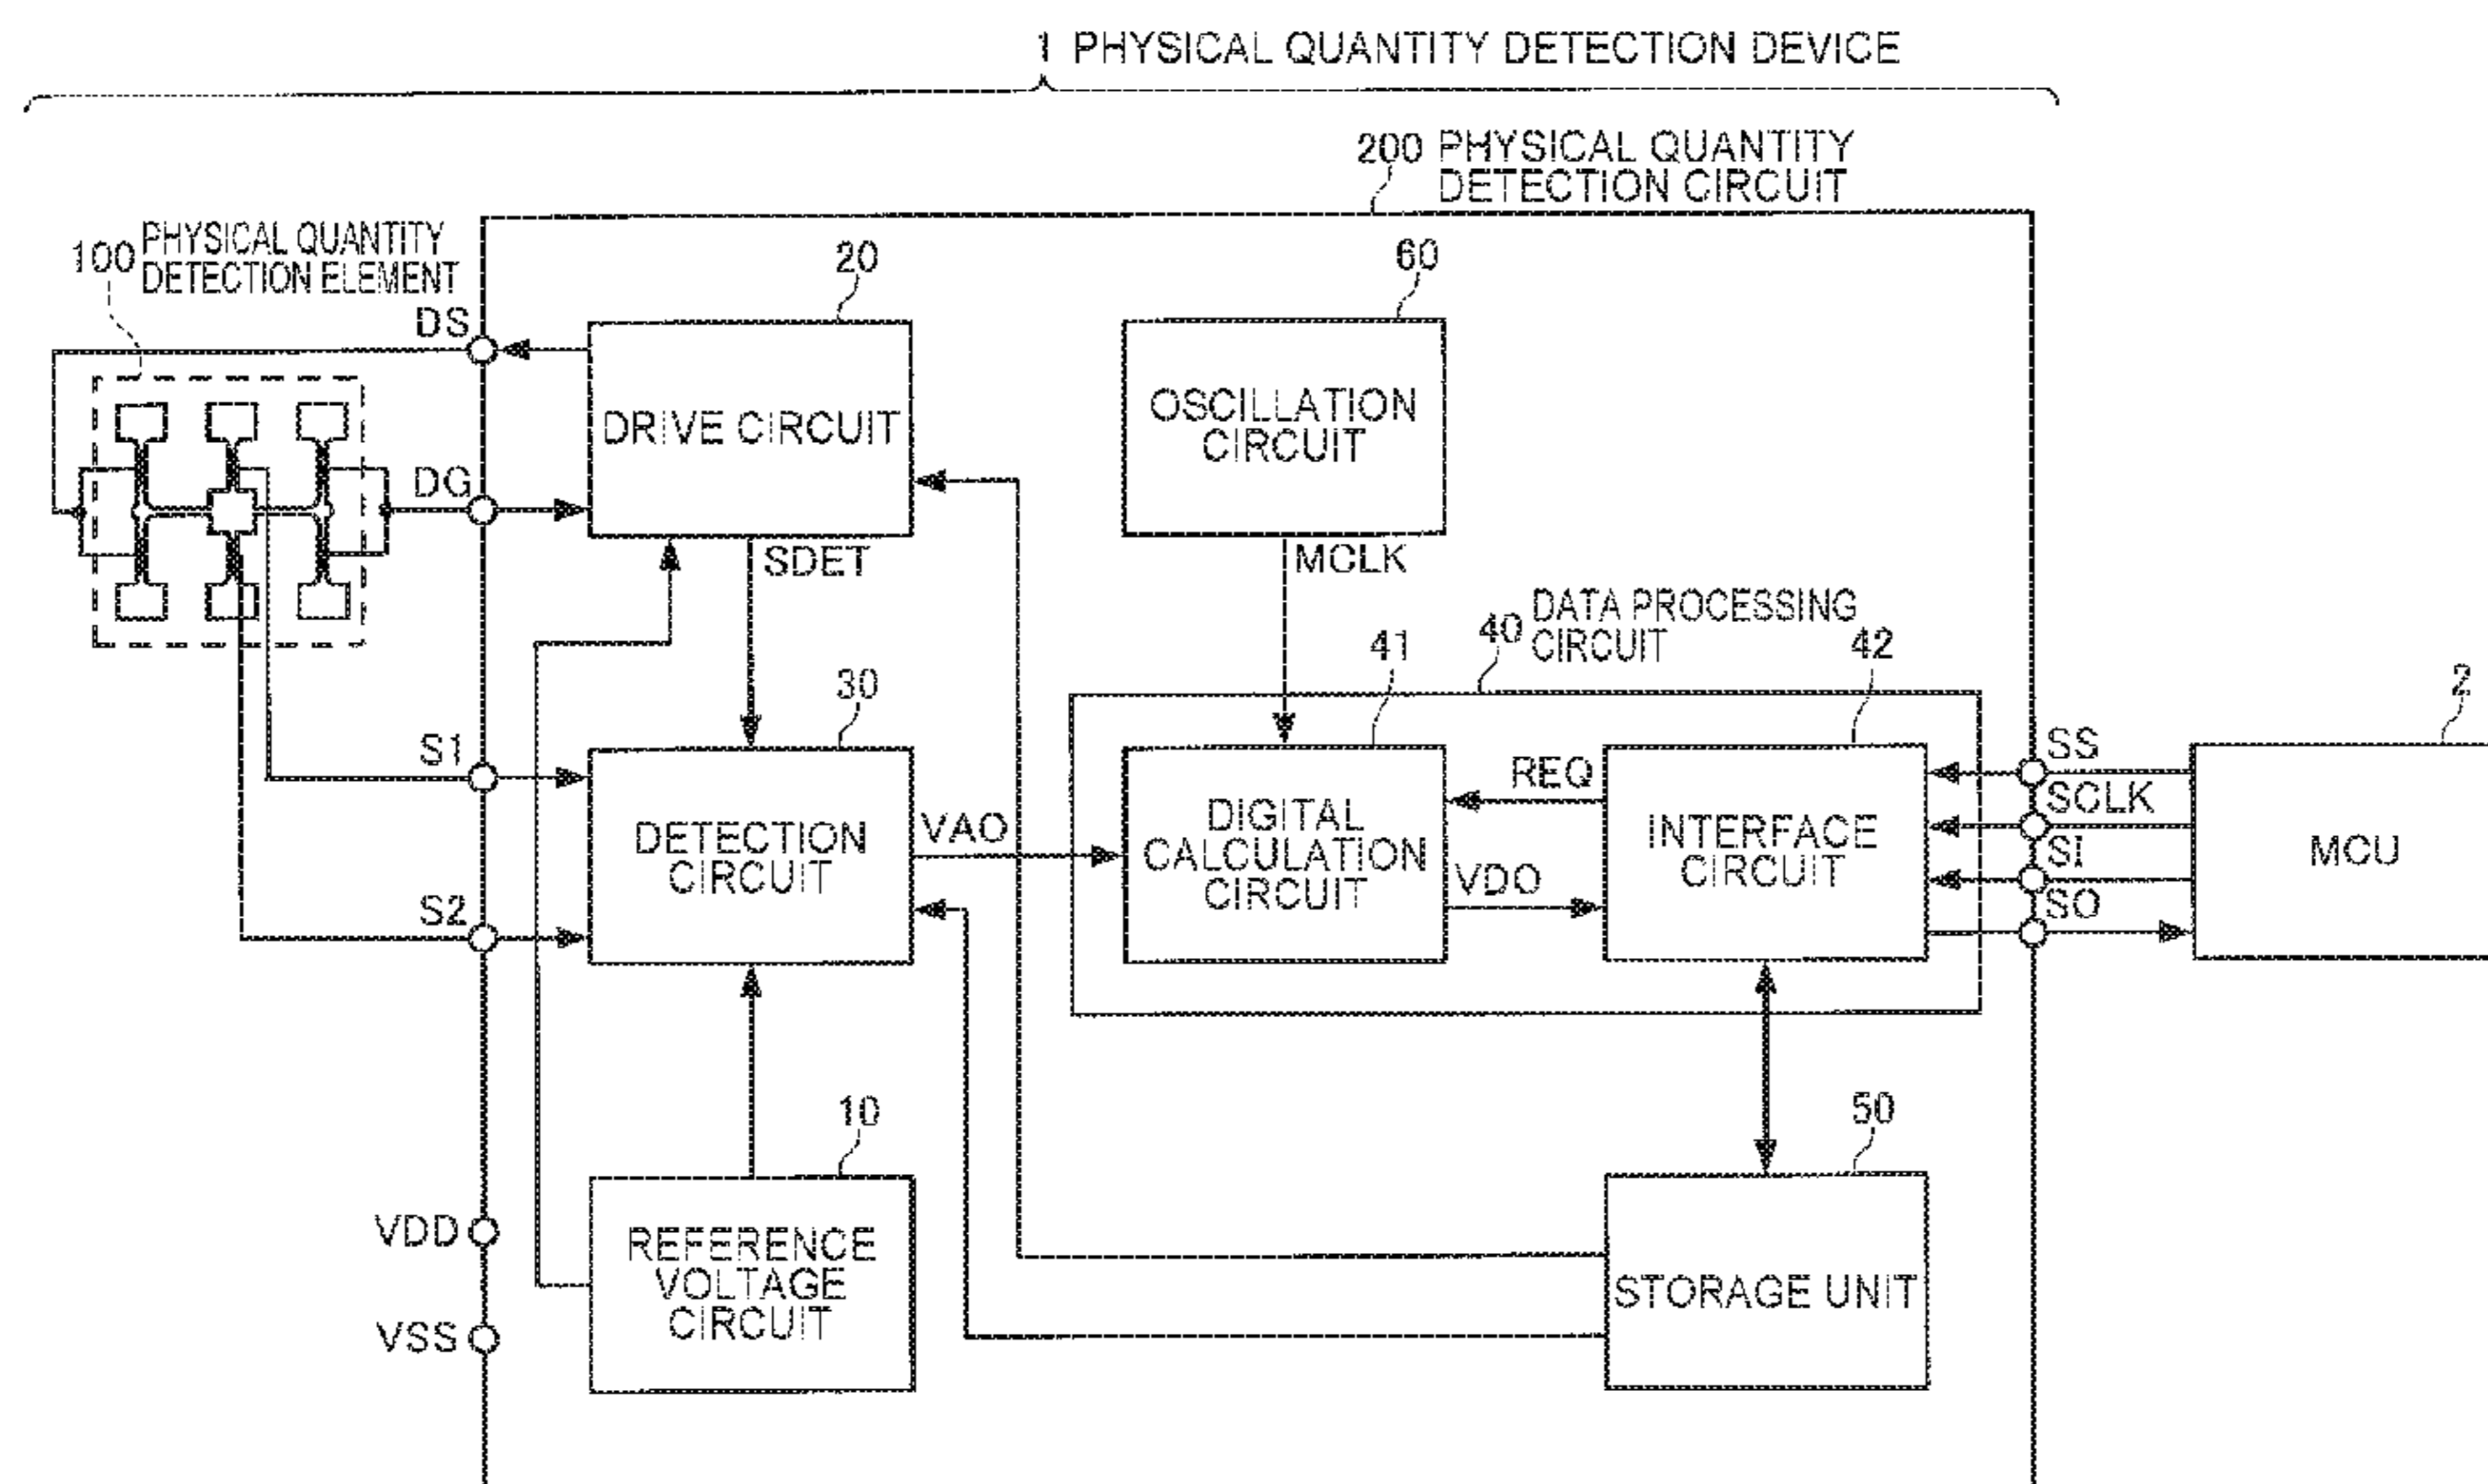 1 PHYSICAL QUANTITY DETECTION DEVICE
200 PHYSICAL QUANTITY
DETECTION CIRCUIT
100 PHYSICAL QUANTITY
DETECTION ELEMENT
20
60
DS
DRIVE CIRCUIT
OSCILLATION
CIRCUIT
DG
SDET
MCLK
40 DATA PROCESSING
CIRCUIT
41
42
30
2
S1
SS
REQ
SCLK
DETECTION
CIRCUIT
VAO
DIGITAL
CALCULATION
CIRCUIT
INTERFACE
CIRCUIT
SI
MCU
VDO
S2
SO
10
50
VDD
REFERENCE
VOLTAGE
CIRCUIT
STORAGE UNIT
VSS